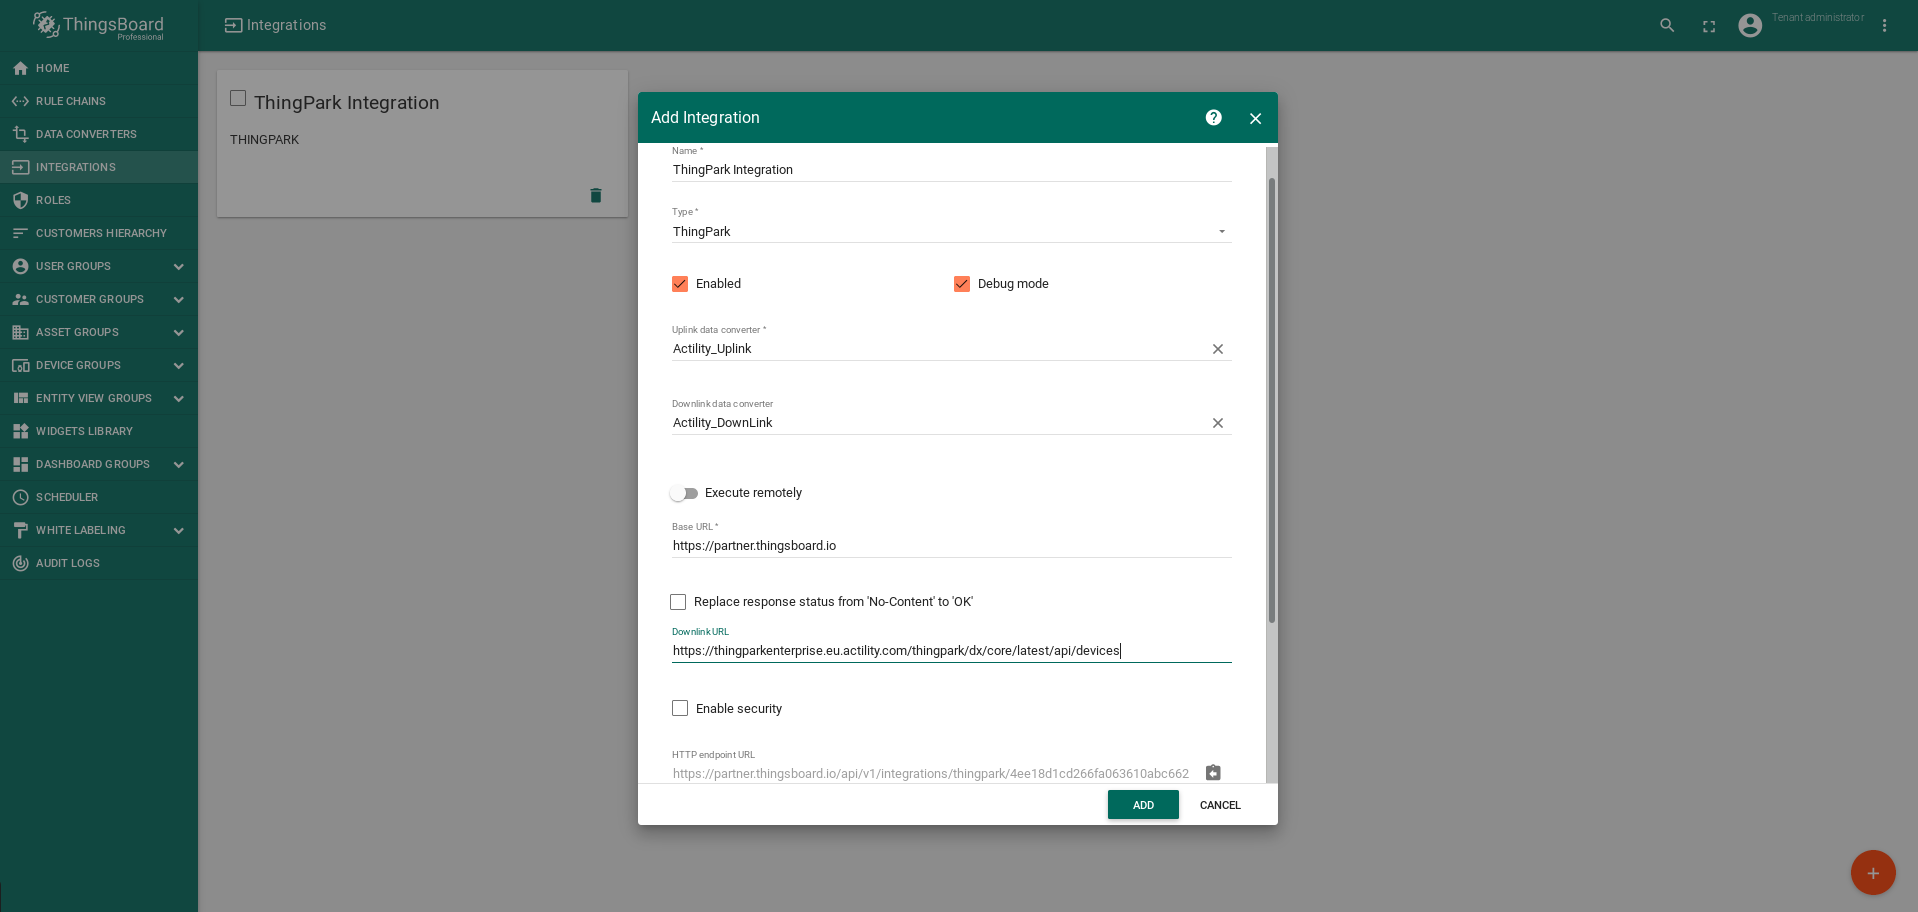 ThingsBoard
Professional
Integrations
Tenant administrator
HOME
RULE CHAINS
DATA CONVERTERS
INTEGRATIONS
ROLES
CUSTOMERS HIERARCHY
USER GROUPS
CUSTOMER GROUPS
ASSET GROUPS
DEVICE GROUPS
ENTITY VIEW GROUPS
WIDGETS LIBRARY
DASHBOARD GROUPS
SCHEDULER
WHITE LABELING
AUDIT LOGS
ThingPark Integration
THINGPARK
Add Integration
Name *
ThingPark Integration
Type *
ThingPark
Enabled
Debug mode
Uplink data converter *
Actility_Uplink
Downlink data converter
Actility_DownLink
Execute remotely
Base URL *
https://partner.thingsboard.io
Replace response status from 'No-Content' to 'OK'
Downlink URL
https://thingparkenterprise.eu.actility.com/thingpark/dx/core/latest/api/devices
Enable security
HTTP endpoint URL
https://partner.thingsboard.io/api/v1/integrations/thingpark/4ee18d1cd266fa063610abc662
ADD
CANCEL